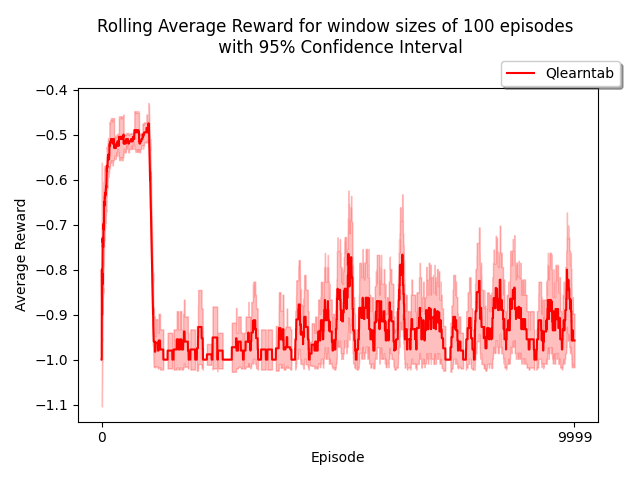 Rolling Average Reward for window sizes of 100 episodes
with 95% Confidence Interval
Qlearntab
Average Reward
−0.4
−0.5
−0.6
−0.7
−0.8
−0.9
−1.0
−1.1
0
9999
Episode